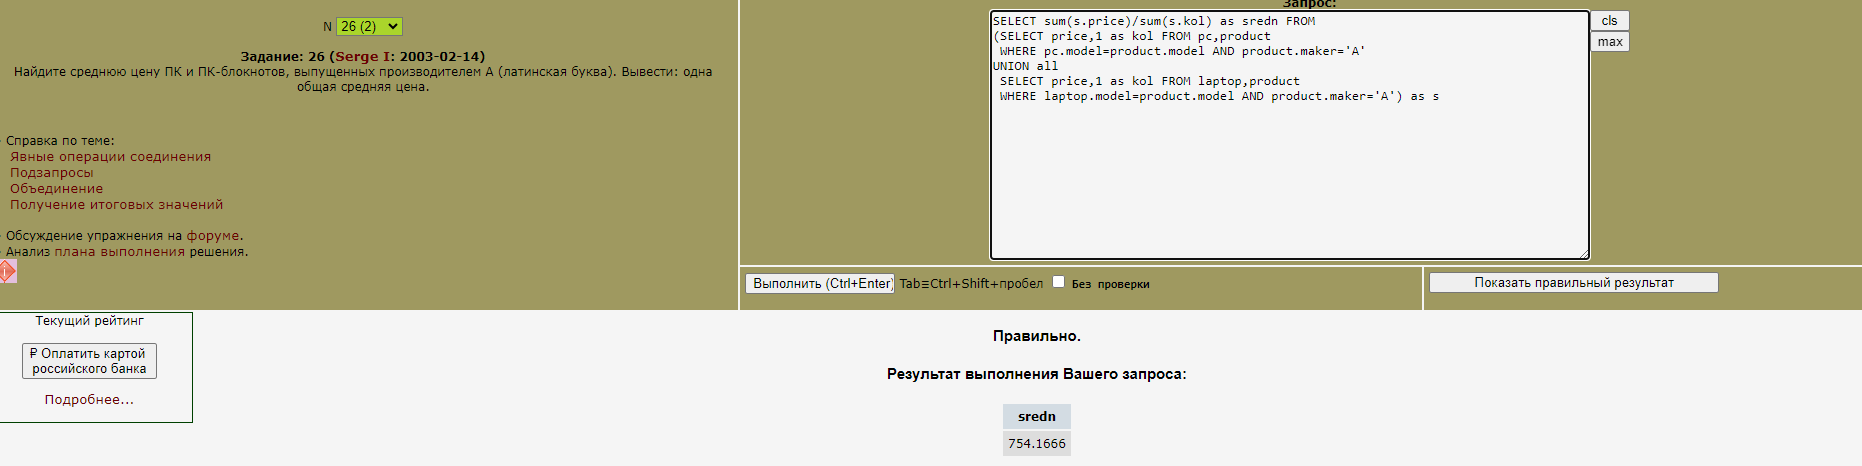 N 26 (2)
Задание: 26 (Serge I: 2003-02-14)
Найдите среднюю цену ПК и ПК-блокнотов, выпущенных производителем A (латинская буква). Вывести: одна
общая средняя цена.
Справка по теме:
Явные операции соединения
Подзапросы
Объединение
Получение итоговых значений
Обсуждение упражнения на форуме.
Анализ плана выполнения решения.
Запрос:
SELECT sum(s.price)/sum(s.kol) as sredn FROM
(SELECT price,1 as kol FROM pc,product
WHERE pc.model=product.model AND product.maker='A'
UNION all
SELECT price,1 as kol FROM laptop,product
WHERE laptop.model=product.model AND product.maker='A') as s
cls
max
Выполнить (Ctrl+Enter) Tab≡Ctrl+Shift+пробел Без проверки
Показать правильный результат
Текущий рейтинг
₽ Оплатить картой
российского банка
Подробнее...
Правильно.
Результат выполнения Вашего запроса:
sredn
754.1666